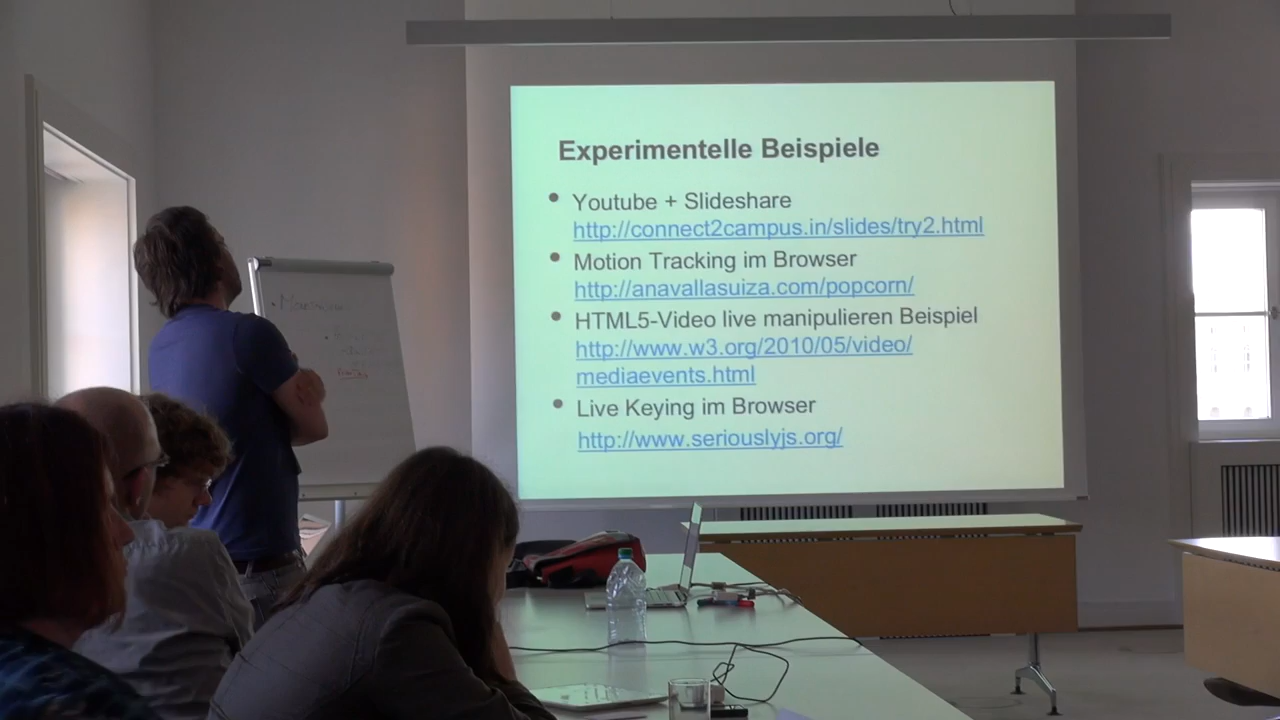 Experimentelle Beispiele
• Youtube + Slideshare
http://connect2campus.in/slides/try2.html
• Motion Tracking im Browser
http://anavallasuiza.com/popcorn/
• HTML5-Video live manipulieren Beispiel
http://www.w3.org/2010/05/video/
mediaevents.html
• Live Keying im Browser
http://www.seriouslyjs.org/